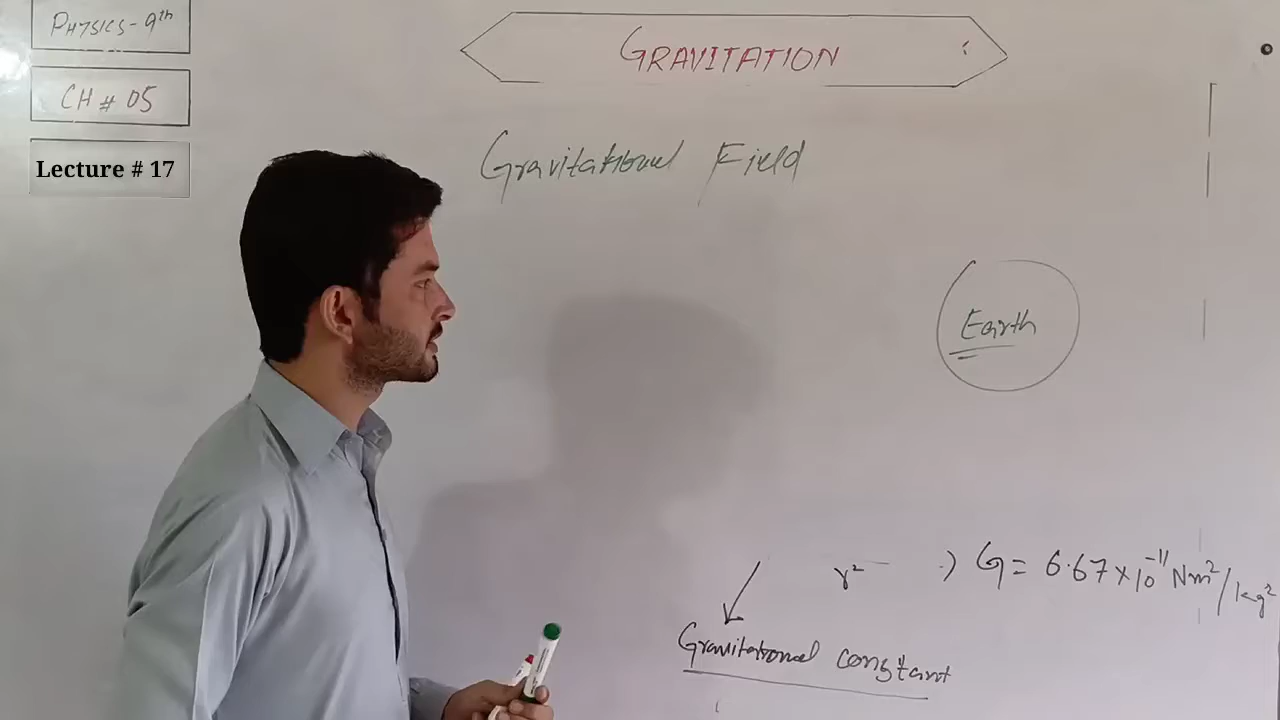 PHYSICS-9th
CH # 05
Lecture # 17
GRAVITATION
Gravitational Field
Earth
r² ⇒ G = 6.67×10⁻¹¹ Nm²/kg²
Gravitational constant